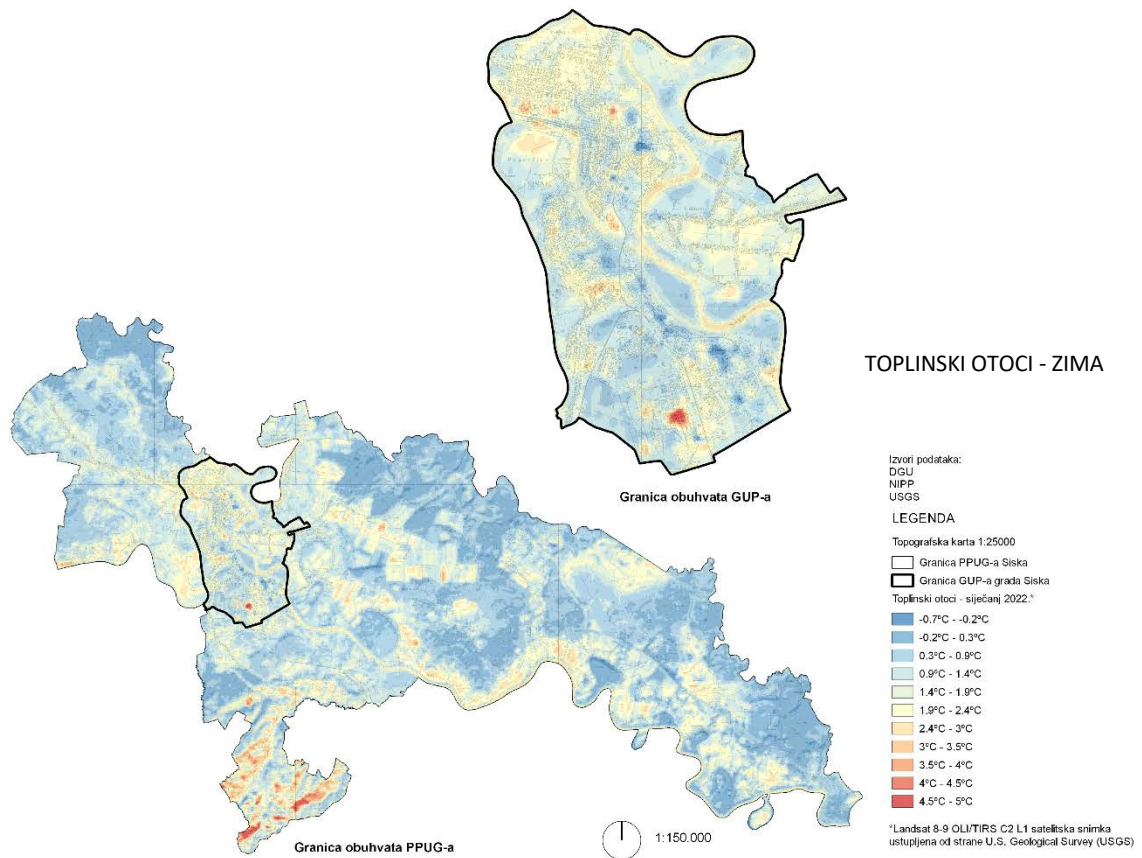 TOPLINSKI OTOCI - ZIMA
Granica obuhvata GUP-a
Izvori podataka:
DGU
NIPP
USGS
LEGENDA
Topografska karta 1:25000
Granica PPUG-a Siska
Granica GUP-a grada Siska
Toplinski otoci - siječanj 2022.*
-0.7°C - -0.2°C
-0.2°C - 0.3°C
0.3°C - 0.9°C
0.9°C - 1.4°C
1.4°C - 1.9°C
1.9°C - 2.4°C
2.4°C - 3°C
3°C - 3.5°C
3.5°C - 4°C
4°C - 4.5°C
4.5°C - 5°C
*Landsat 8-9 OLI/TIRS C2 L1 satelitska snimka
ustupljena od strane U.S. Geological Survey (USGS)
1:150.000
Granica obuhvata PPUG-a